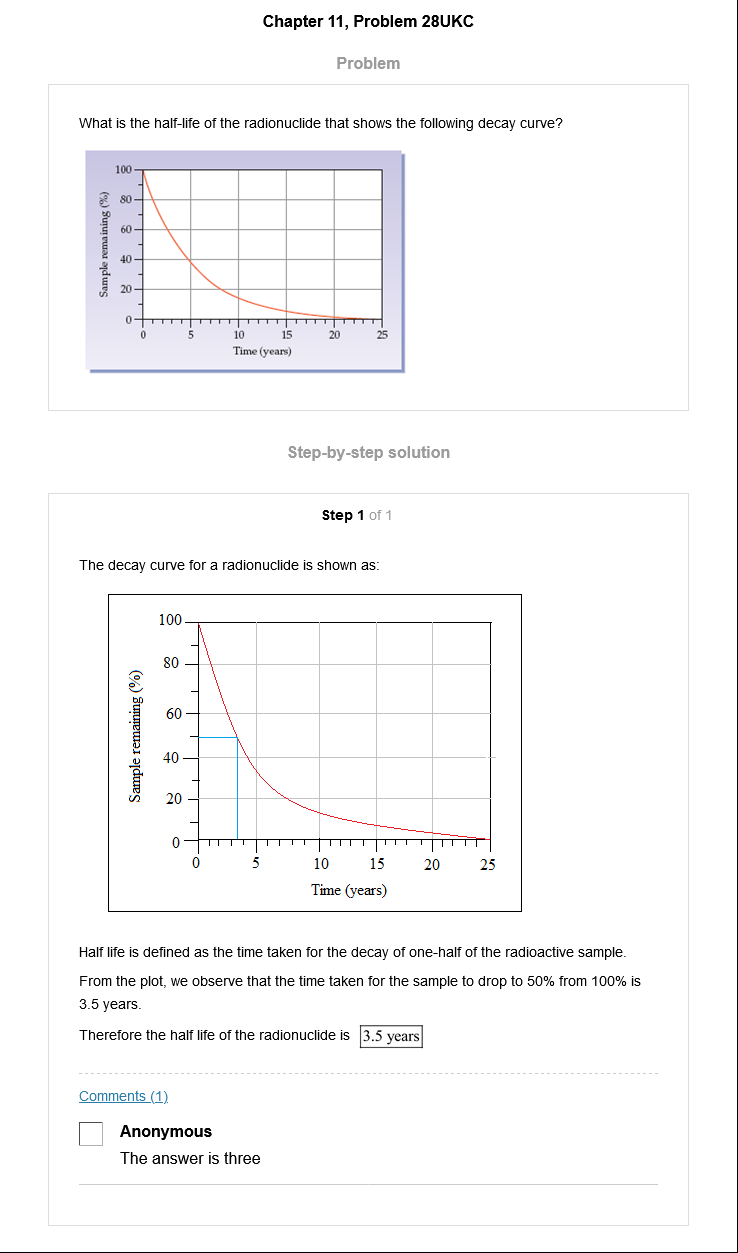 Chapter 11, Problem 28UKC
Problem
What is the half-life of the radionuclide that shows the following decay curve?
Sample remaining (%)
100
80
60
40
20
0
0 5 10 15 20 25
Time (years)
Step-by-step solution
Step 1 of 1
The decay curve for a radionuclide is shown as:
Sample remaining (%)
100
80
60
40
20
0
0 5 10 15 20 25
Time (years)
Half life is defined as the time taken for the decay of one-half of the radioactive sample.
From the plot, we observe that the time taken for the sample to drop to 50% from 100% is
3.5 years.
Therefore the half life of the radionuclide is 3.5 years
Comments (1)
Anonymous
The answer is three